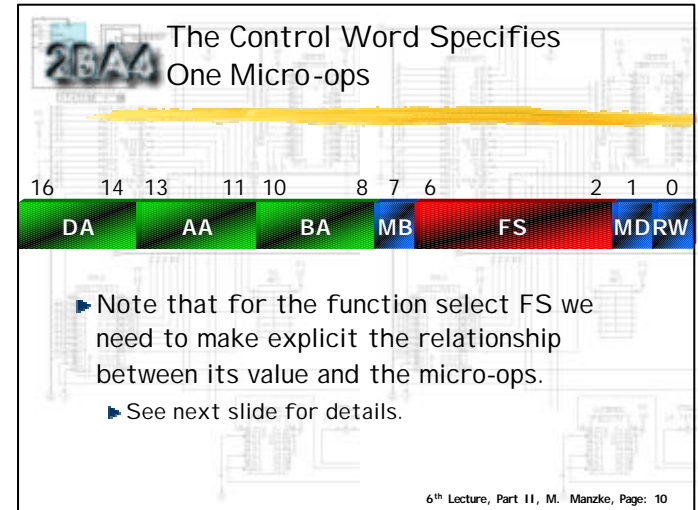 2BA4
The Control Word Specifies
One Micro-ops
16 14 13 11 10 8 7 6 2 1 0
DA AA BA MB FS MD RW
Note that for the function select FS we
need to make explicit the relationship
between its value and the micro-ops.
See next slide for details.
6th Lecture, Part II, M. Manzke, Page: 10